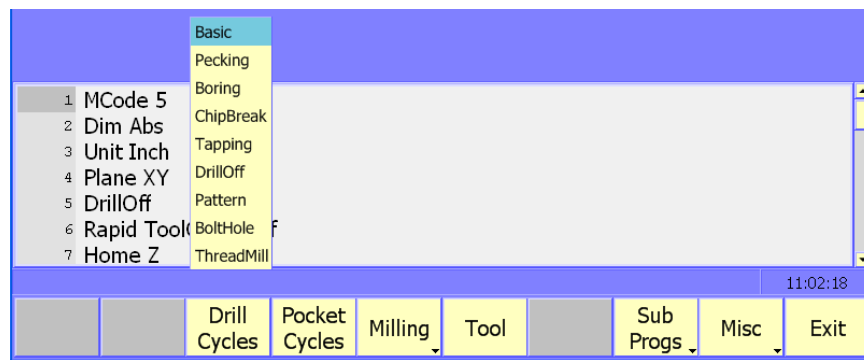 Basic
Pecking
Boring
ChipBreak
Tapping
DrillOff
Pattern
BoltHole
ThreadMill
1 MCode 5
2 Dim Abs
3 Unit Inch
4 Plane XY
5 DrillOff
6 Rapid
7 Home Z
11:02:18
Drill Cycles
Pocket Cycles
Milling
Tool
Sub Progs
Misc
Exit